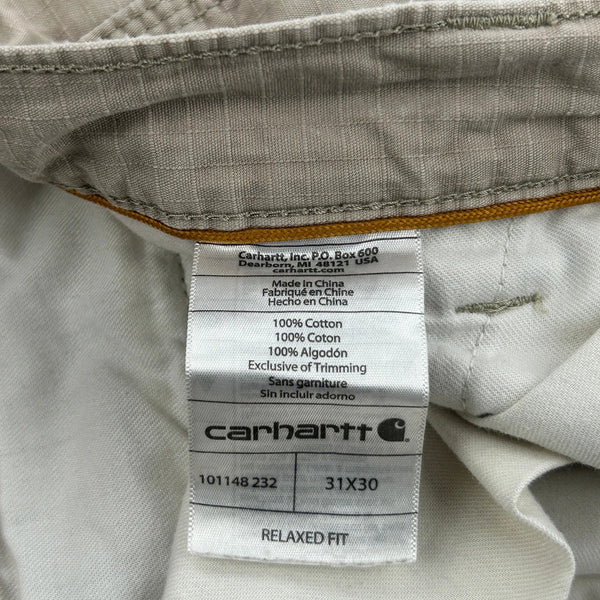 Carhartt, Inc. P.O. Box 600
Dearborn, MI 48121 USA
carhartt.com
Made in China
Fabriqué en Chine
Hecho en China
100% Cotton
100% Coton
100% Algodón
Exclusive of Trimming
Sans garniture
Sin incluir adorno
carhartt
101148 232
31X30
RELAXED FIT